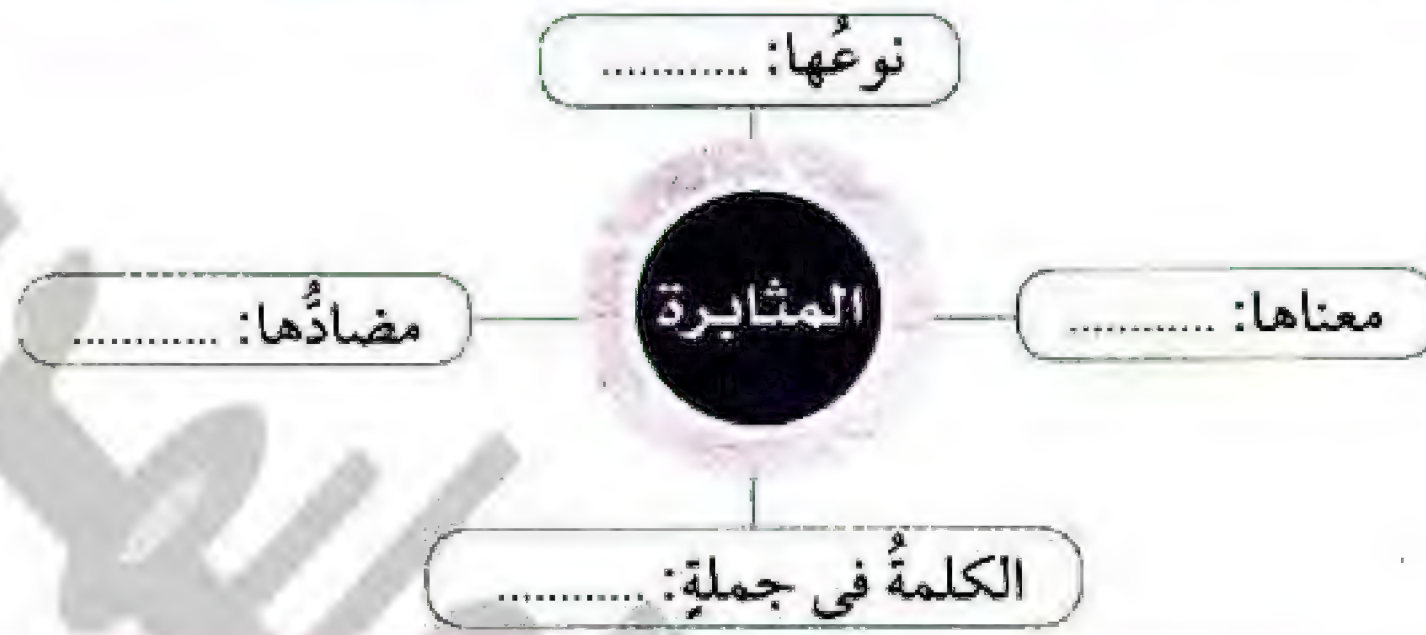 نوعُها: ............
معناها: ............
المثابرة
مضادُّها: ............
الكلمةُ في جملةٍ: ............